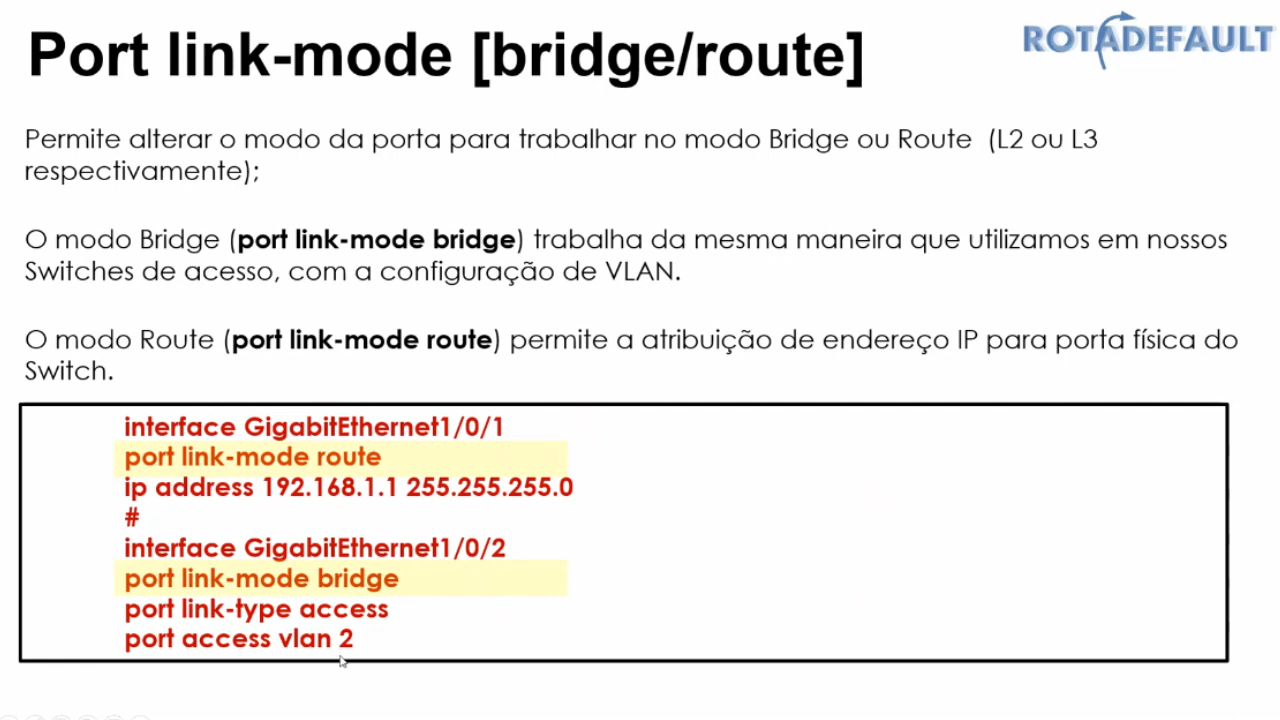 Port link-mode [bridge/route]
ROTADEFAULT
Permite alterar o modo da porta para trabalhar no modo Bridge ou Route (L2 ou L3
respectivamente);
O modo Bridge (port link-mode bridge) trabalha da mesma maneira que utilizamos em nossos
Switches de acesso, com a configuração de VLAN.
O modo Route (port link-mode route) permite a atribuição de endereço IP para porta física do
Switch.
interface GigabitEthernet1/0/1
port link-mode route
ip address 192.168.1.1 255.255.255.0
#
interface GigabitEthernet1/0/2
port link-mode bridge
port link-type access
port access vlan 2